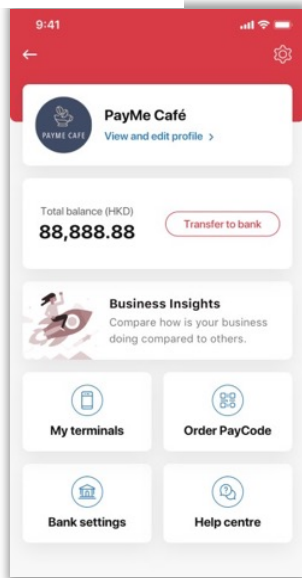 9:41
PayMe Café
PAYME CAFE
View and edit profile >
Total balance (HKD)
88,888.88
Transfer to bank
Business Insights
Compare how is your business
doing compared to others.
My terminals
Order PayCode
Bank settings
Help centre